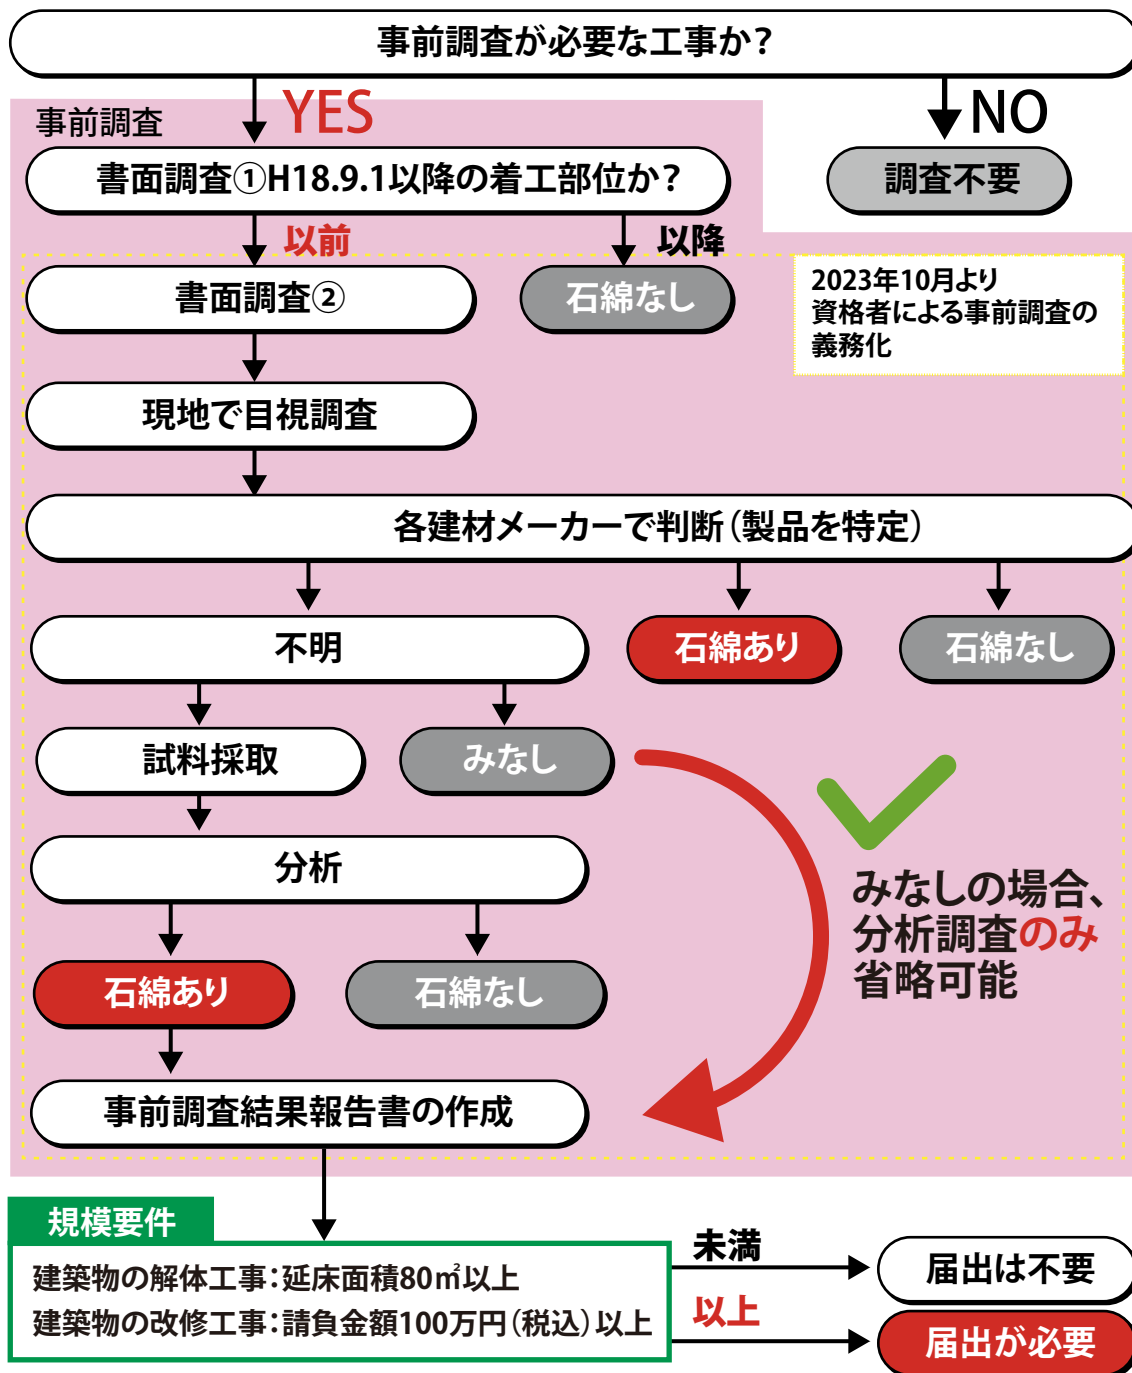 事前調査が必要な工事か？
YES
NO
事前調査
書面調査①H18.9.1以降の着工部位か？
調査不要
以前
以降
書面調査②
石綿なし
2023年10月より
資格者による事前調査の
義務化
現地で目視調査
各建材メーカーで判断（製品を特定）
不明
石綿あり
石綿なし
試料採取
みなし
分析
みなしの場合、
分析調査のみ
省略可能
石綿あり
石綿なし
事前調査結果報告書の作成
規模要件
建築物の解体工事：延床面積80㎡以上
建築物の改修工事：請負金額100万円（税込）以上
未満
届出は不要
以上
届出が必要